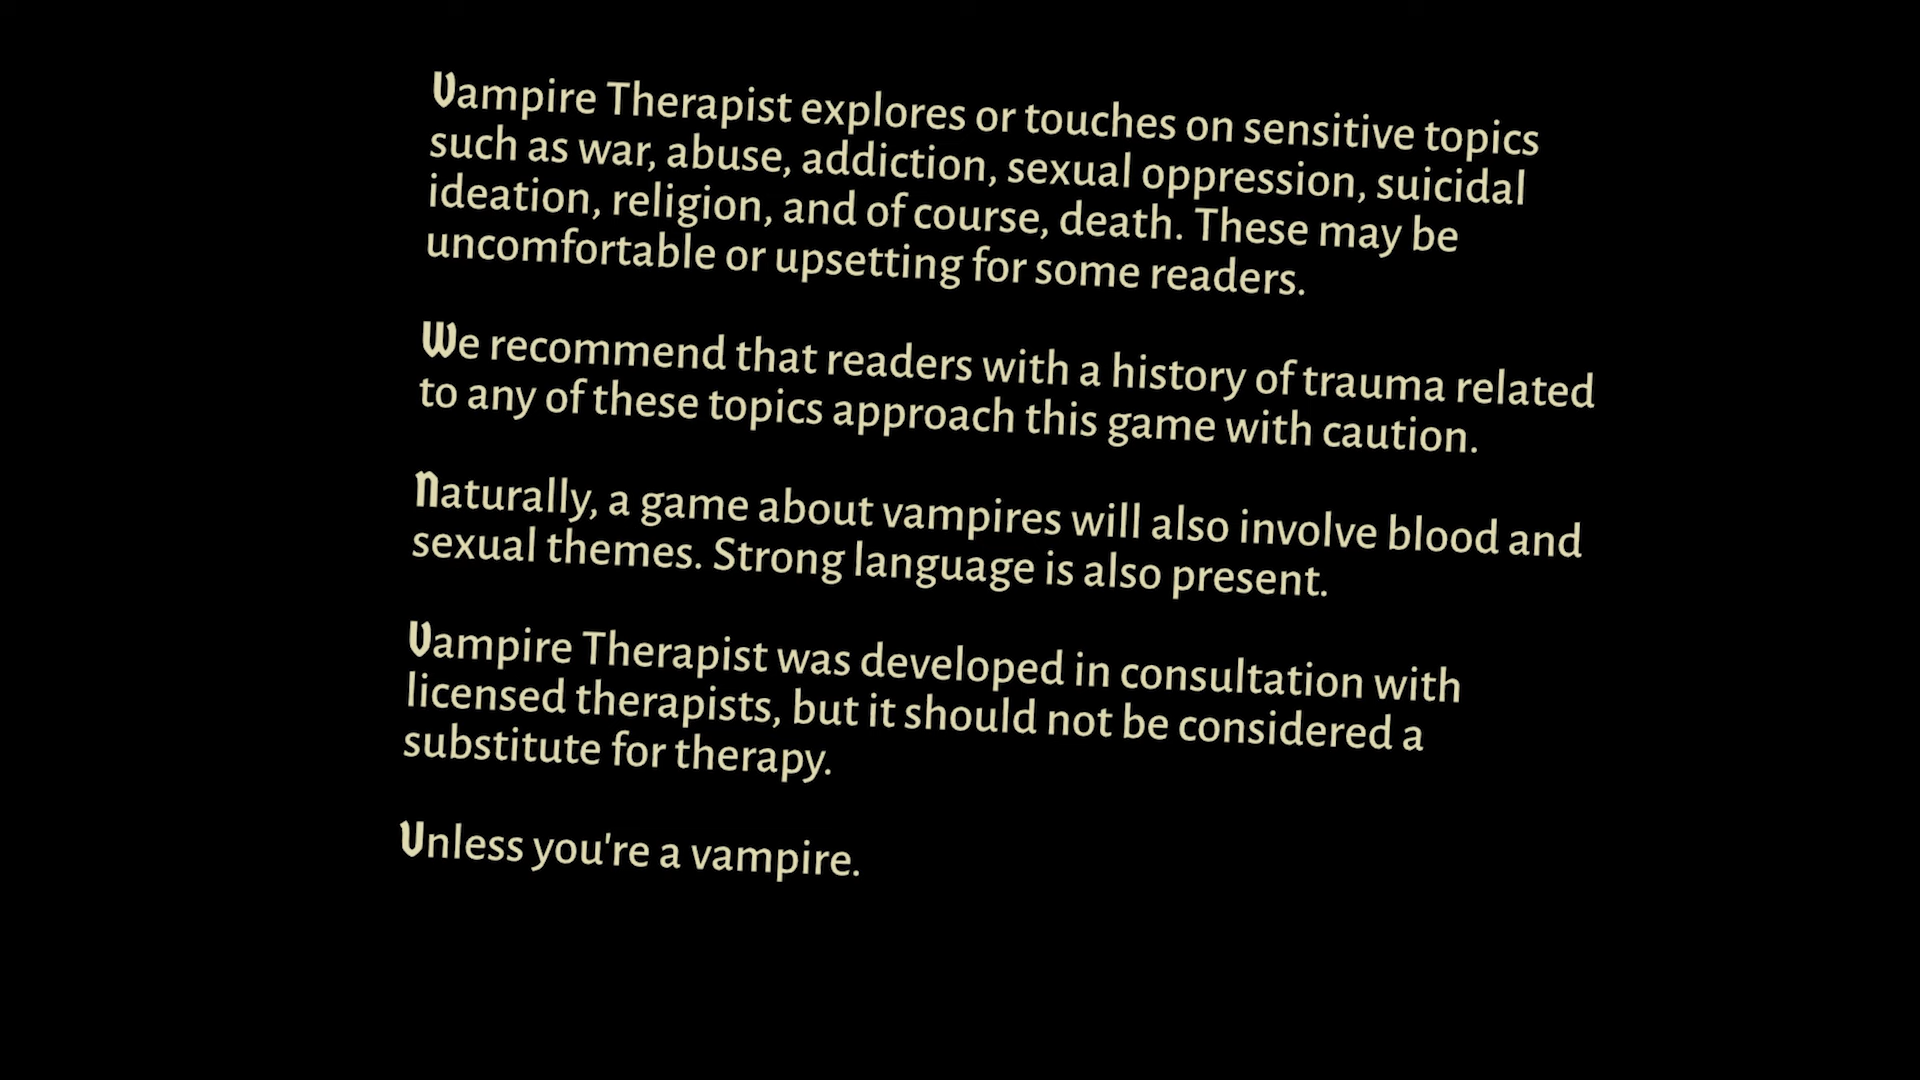 Vampire Therapist explores or touches on sensitive topics
such as war, abuse, addiction, sexual oppression, suicidal
ideation, religion, and of course, death. These may be
uncomfortable or upsetting for some readers.
We recommend that readers with a history of trauma related
to any of these topics approach this game with caution.
Naturally, a game about vampires will also involve blood and
sexual themes. Strong language is also present.
Vampire Therapist was developed in consultation with
licensed therapists, but it should not be considered a
substitute for therapy.
Unless you're a vampire.